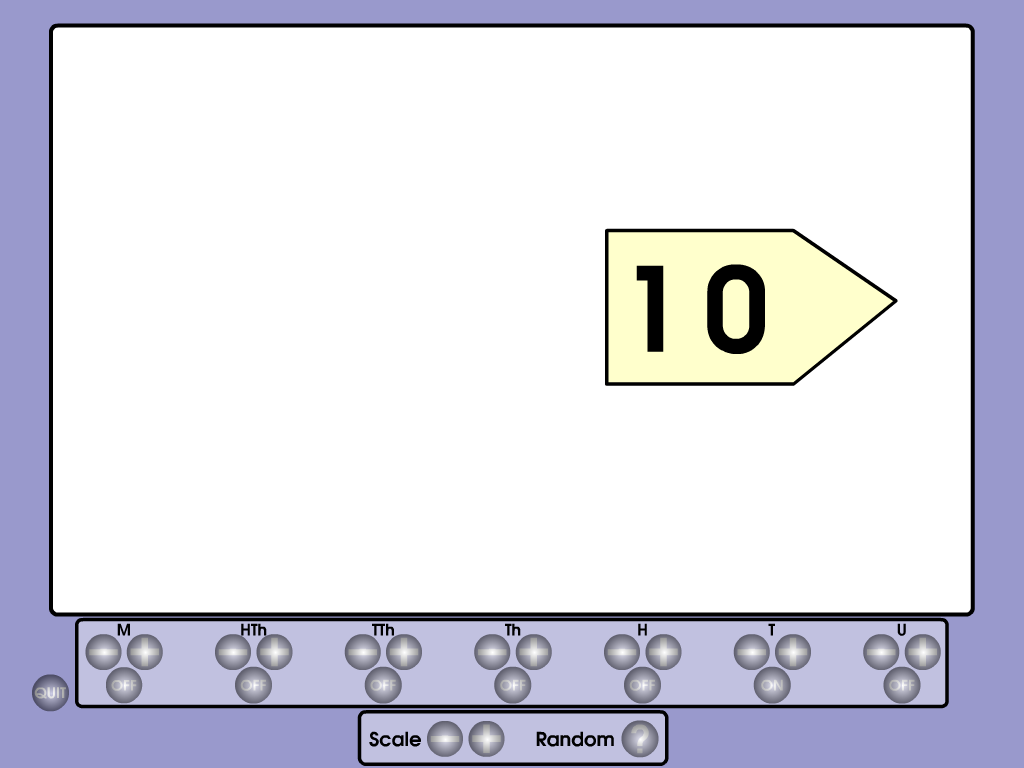 10
M HTh TTh Th H T U
OFF OFF OFF OFF OFF ON OFF
QUIT
Scale Random ?